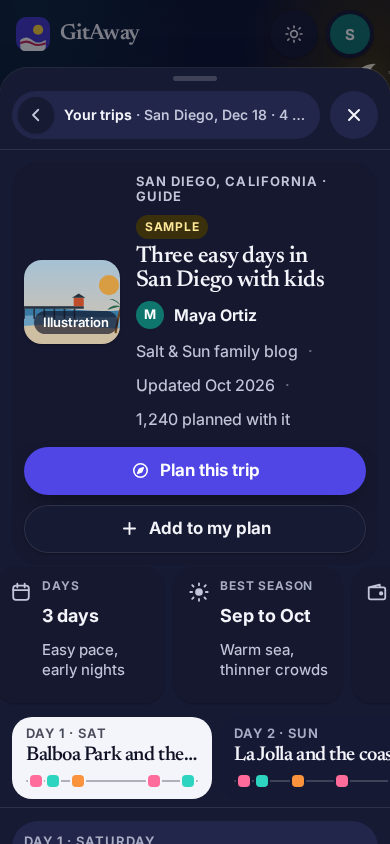 GitAway
S
Your trips · San Diego, Dec 18 · 4 ...
SAN DIEGO, CALIFORNIA ·
GUIDE
SAMPLE
Three easy days in
San Diego with kids
Illustration
M Maya Ortiz
Salt & Sun family blog ·
Updated Oct 2026 ·
1,240 planned with it
Plan this trip
Add to my plan
DAYS
3 days
Easy pace,
early nights
BEST SEASON
Sep to Oct
Warm sea,
thinner crowds
DAY 1 · SAT
Balboa Park and the...
DAY 2 · SUN
La Jolla and the coas
DAY 1 · SATURDAY